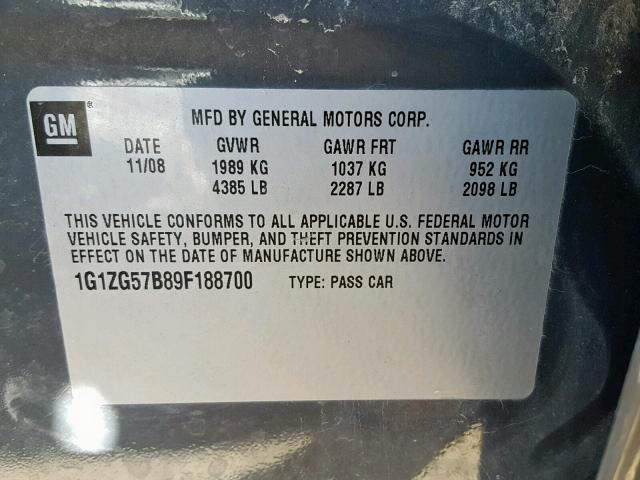 GM ®
MFD BY GENERAL MOTORS CORP.
DATE GVWR GAWR FRT GAWR RR
11/08 1989 KG 1037 KG 952 KG
4385 LB 2287 LB 2098 LB
THIS VEHICLE CONFORMS TO ALL APPLICABLE U.S. FEDERAL MOTOR
VEHICLE SAFETY, BUMPER, AND THEFT PREVENTION STANDARDS IN
EFFECT ON THE DATE OF MANUFACTURE SHOWN ABOVE.
1G1ZG57B89F188700 TYPE: PASS CAR